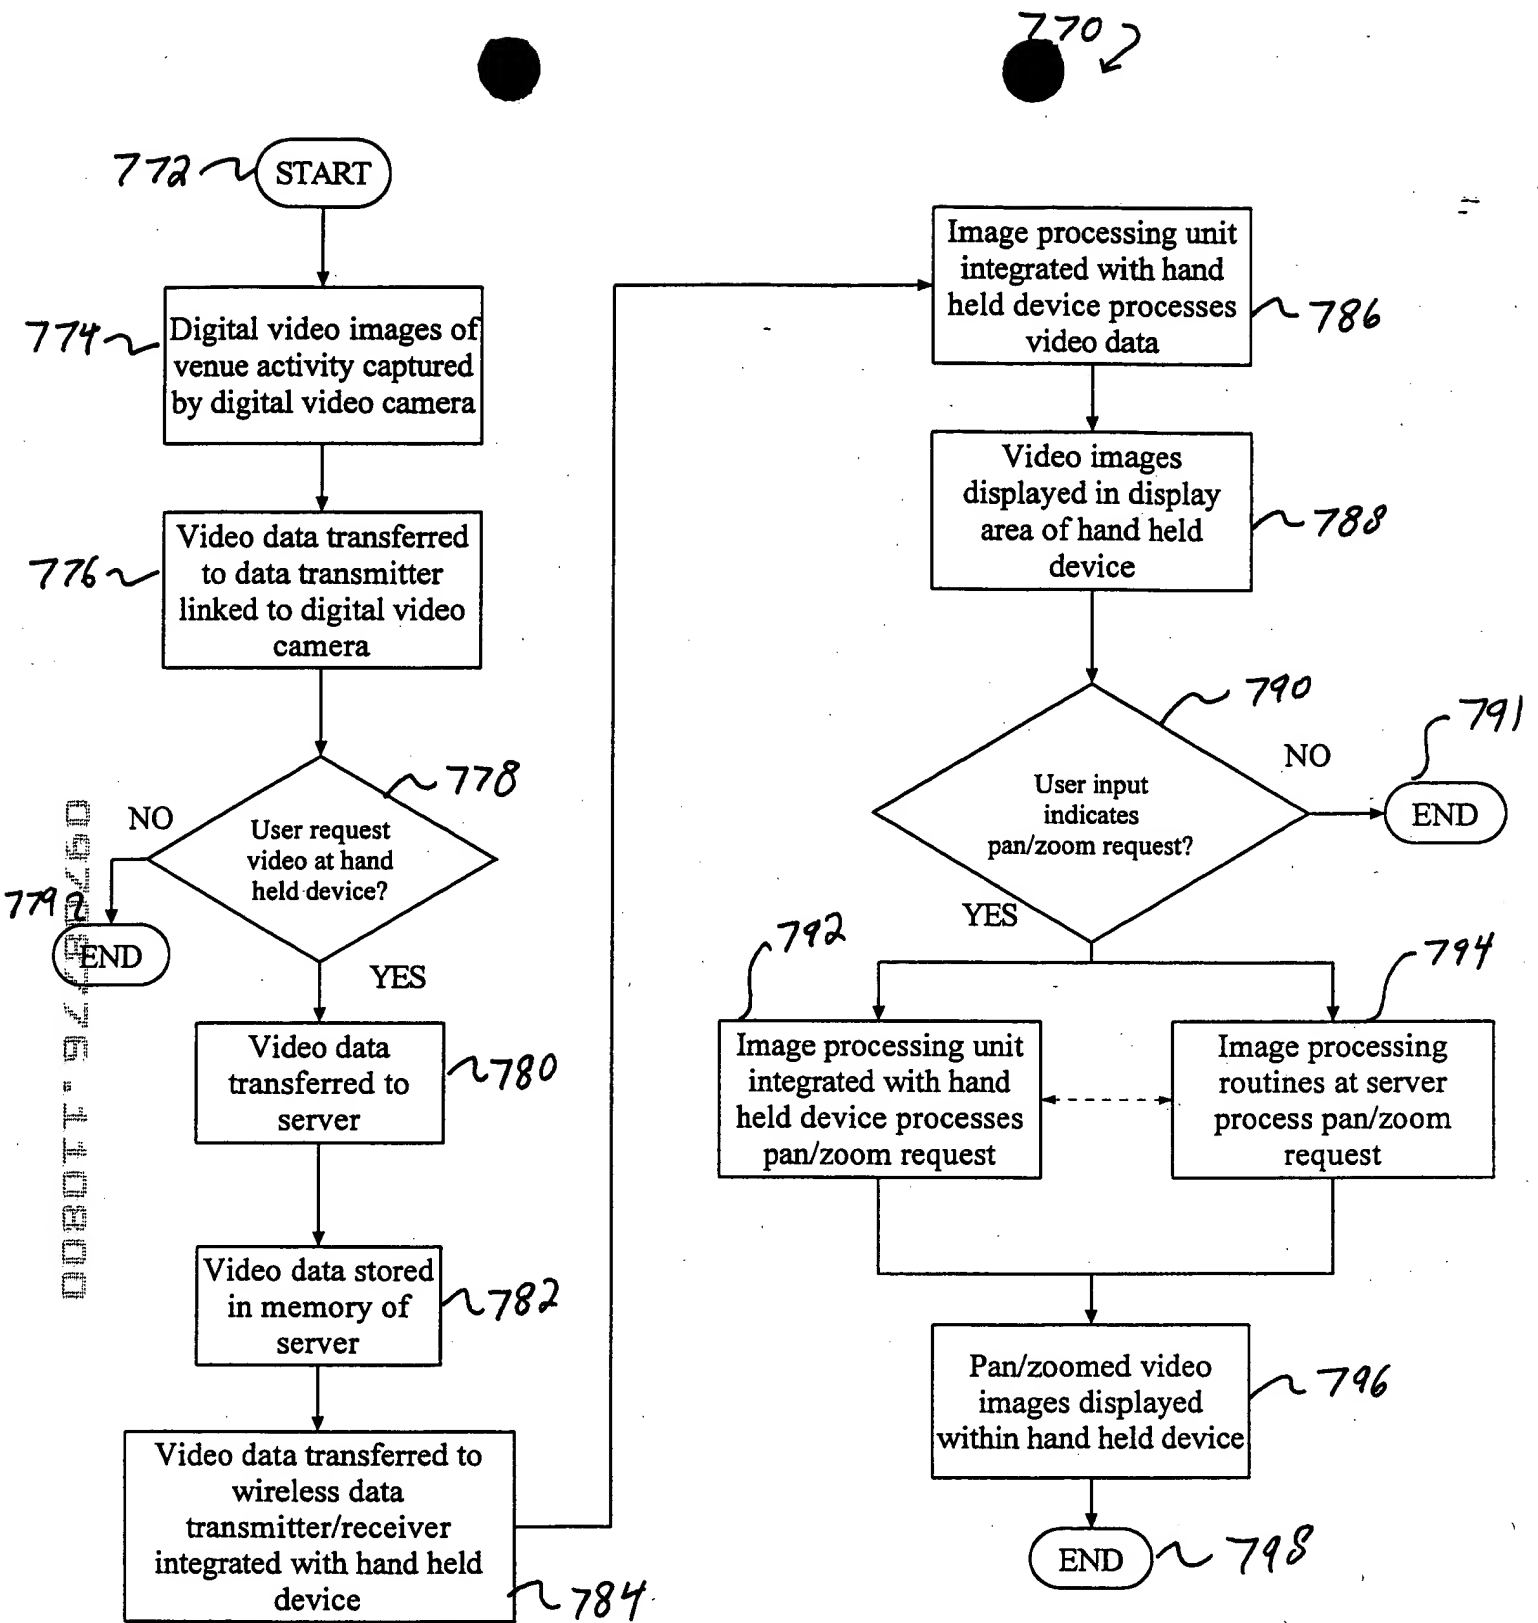 770
772
START
774
Digital video images of
venue activity captured
by digital video camera
776
Video data transferred
to data transmitter
linked to digital video
camera
778
NO
User request
video at hand
held device?
779
END
YES
Video data
transferred to
server
780
Video data stored
in memory of
server
782
Video data transferred to
wireless data
transmitter/receiver
integrated with hand held
device
784
Image processing unit
integrated with hand
held device processes
video data
786
Video images
displayed in display
area of hand held
device
788
790
791
NO
User input
indicates
pan/zoom request?
END
YES
792
794
Image processing unit
integrated with hand
held device processes
pan/zoom request
Image processing
routines at server
process pan/zoom
request
Pan/zoomed video
images displayed
within hand held device
796
END
798